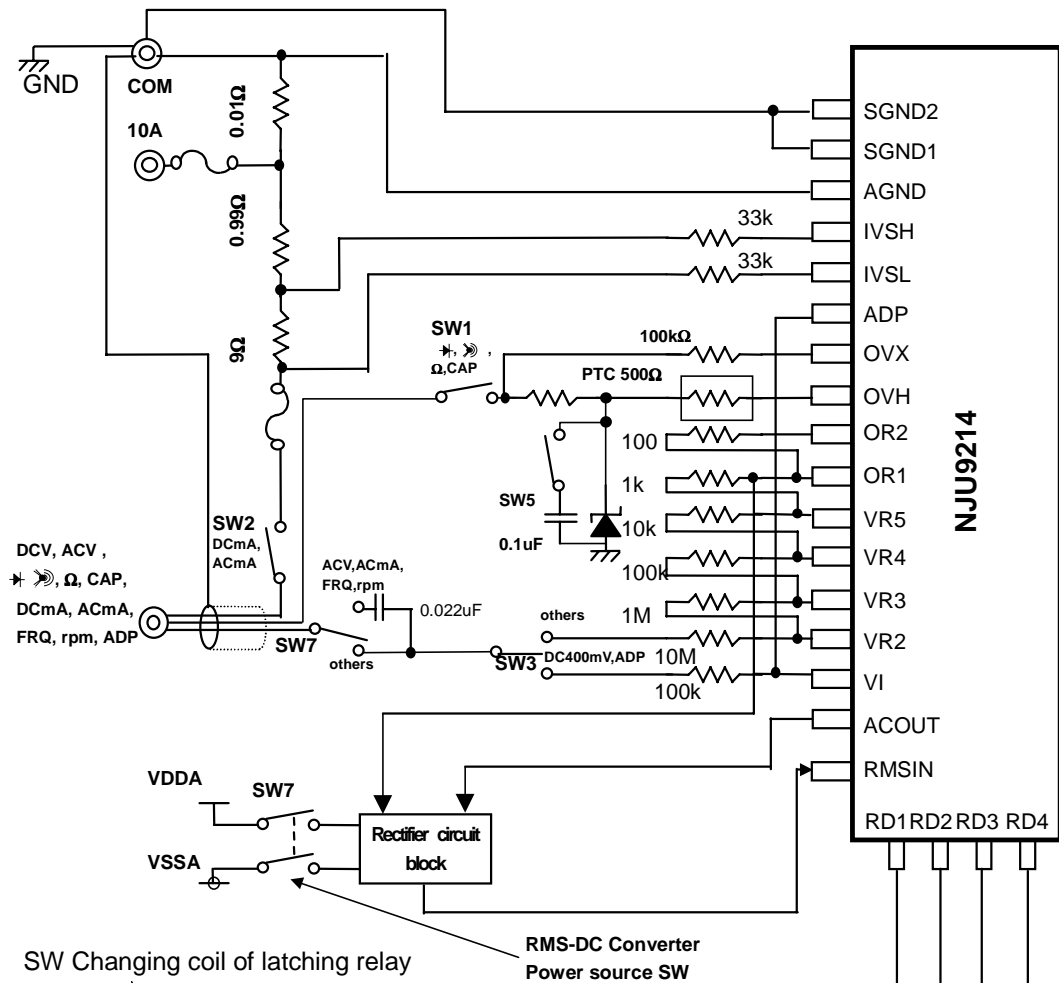 GND
COM
0.01Ω
10A
0.99Ω
9Ω
SGND2
SGND1
AGND
33k
IVSH
33k
IVSL
ADP
SW1
, ,
Ω,CAP
100kΩ
OVX
PTC 500Ω
OVH
100
OR2
1k
OR1
SW5
0.1uF
10k
VR5
100k
VR4
1M
VR3
10M
VR2
100k
VI
NJU9214
SW2
DCmA,
ACmA
DCV, ACV ,
, Ω, CAP,
DCmA, ACmA,
FRQ, rpm, ADP
ACV,ACmA,
FRQ,rpm
0.022uF
SW7
others
SW3
others
DC400mV,ADP
ACOUT
RMSIN
VDDA
SW7
VSSA
Rectifier circuit
block
RD1 RD2 RD3 RD4
RMS-DC Converter
Power source SW
SW Changing coil of latching relay